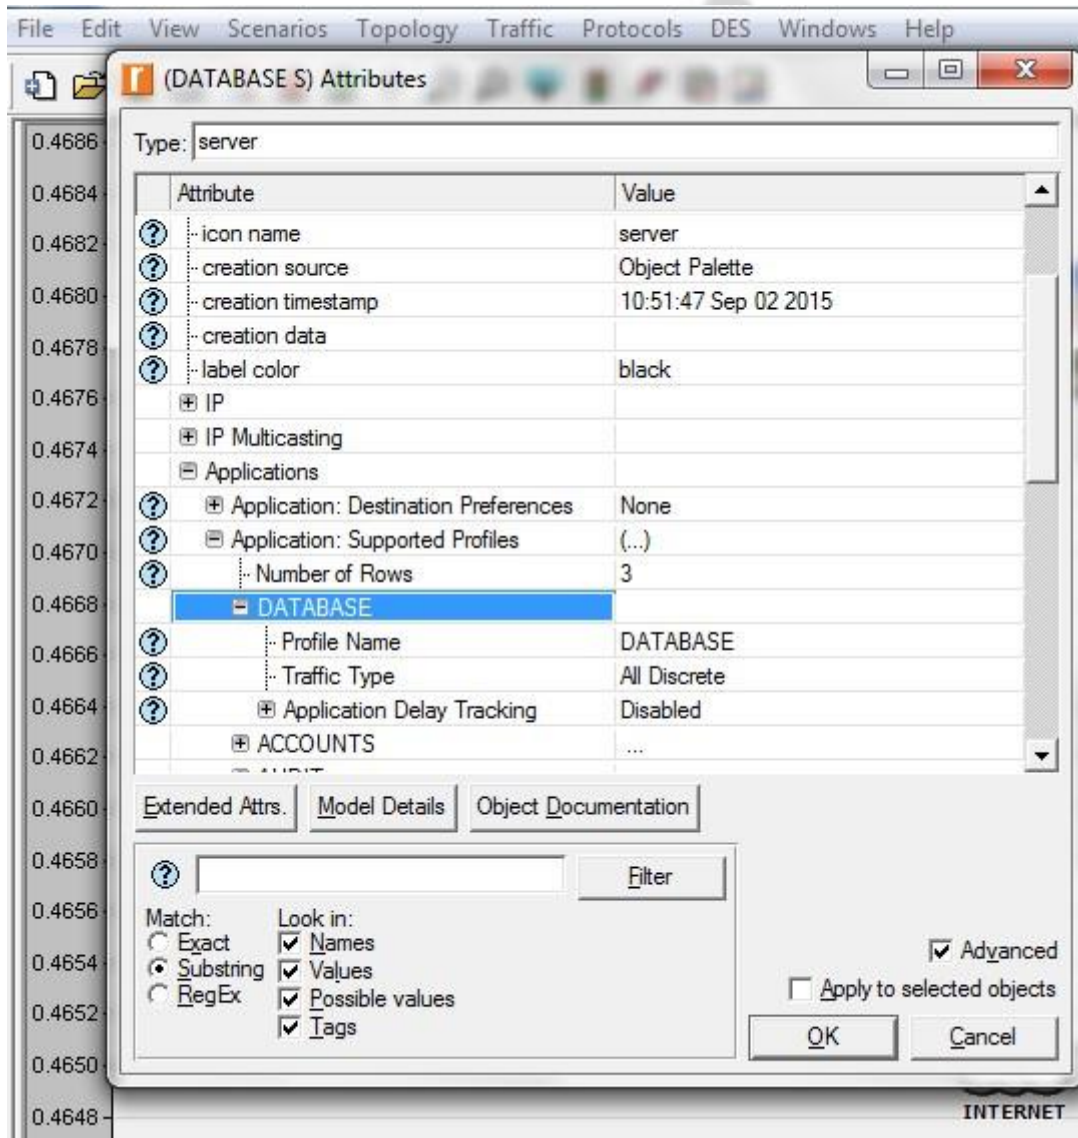 File Edit View Scenarios Topology Traffic Protocols DES Windows Help
(DATABASE S) Attributes
Type: server
Attribute Value
icon name server
creation source Object Palette
creation timestamp 10:51:47 Sep 02 2015
creation data
label color black
IP
IP Multicasting
Applications
Application: Destination Preferences None
Application: Supported Profiles (...)
Number of Rows 3
DATABASE
Profile Name DATABASE
Traffic Type All Discrete
Application Delay Tracking Disabled
ACCOUNTS ...
Extended Attrs. Model Details Object Documentation
Filter
Match: Look in:
Exact Names
Substring Values
RegEx Possible values
Tags
Advanced
Apply to selected objects
OK Cancel
INTERNET
0.4686
0.4684
0.4682
0.4680
0.4678
0.4676
0.4674
0.4672
0.4670
0.4668
0.4666
0.4664
0.4662
0.4660
0.4658
0.4656
0.4654
0.4652
0.4650
0.4648